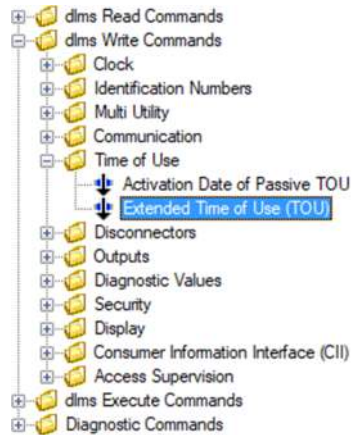 dlms Read Commands
dlms Write Commands
Clock
Identification Numbers
Multi Utility
Communication
Time of Use
Activation Date of Passive TOU
Extended Time of Use (TOU)
Disconnectors
Outputs
Diagnostic Values
Security
Display
Consumer Information Interface (CII)
Access Supervision
dlms Execute Commands
Diagnostic Commands